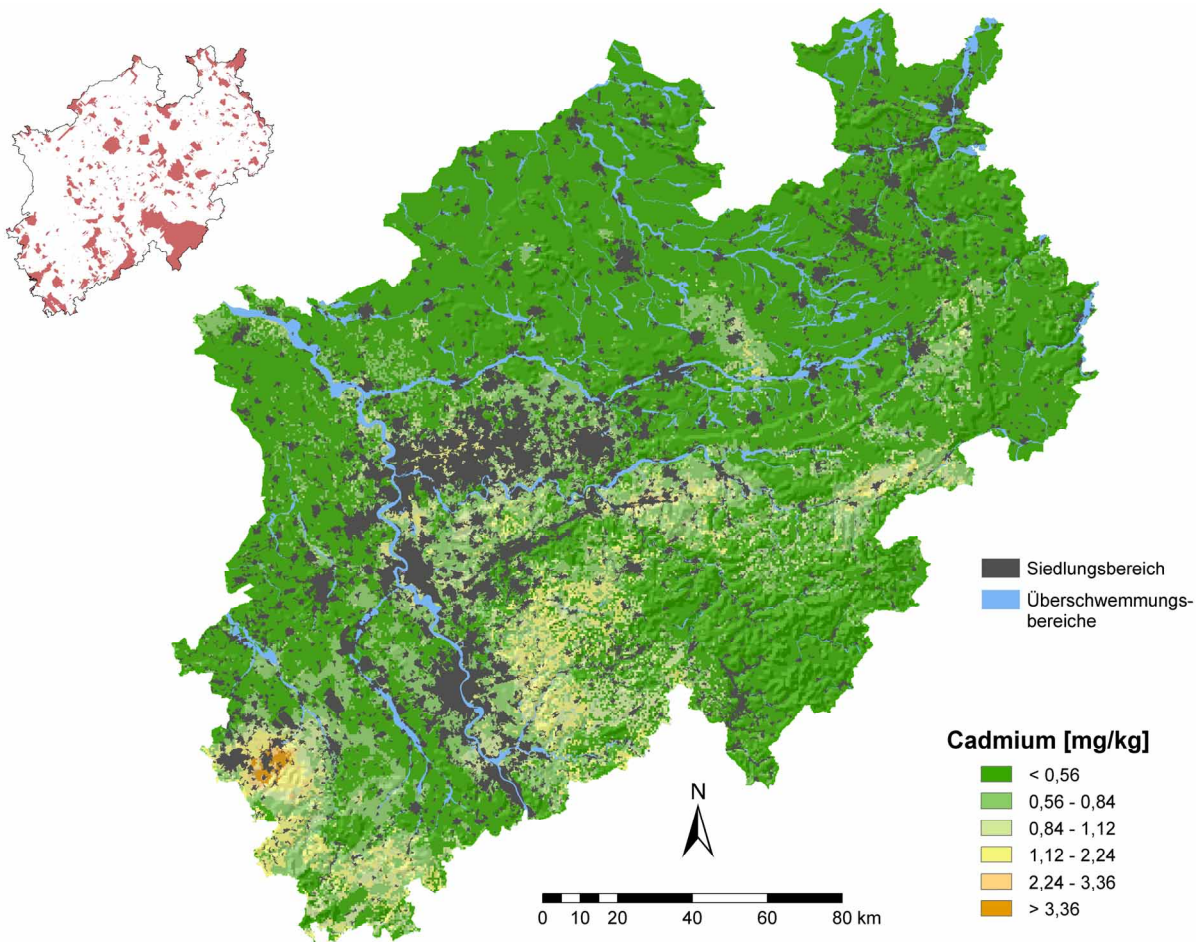 Siedlungsbereich
Überschwemmungs-
bereiche
Cadmium [mg/kg]
< 0,56
0,56 - 0,84
0,84 - 1,12
1,12 - 2,24
2,24 - 3,36
> 3,36
N
0 10 20 40 60 80 km